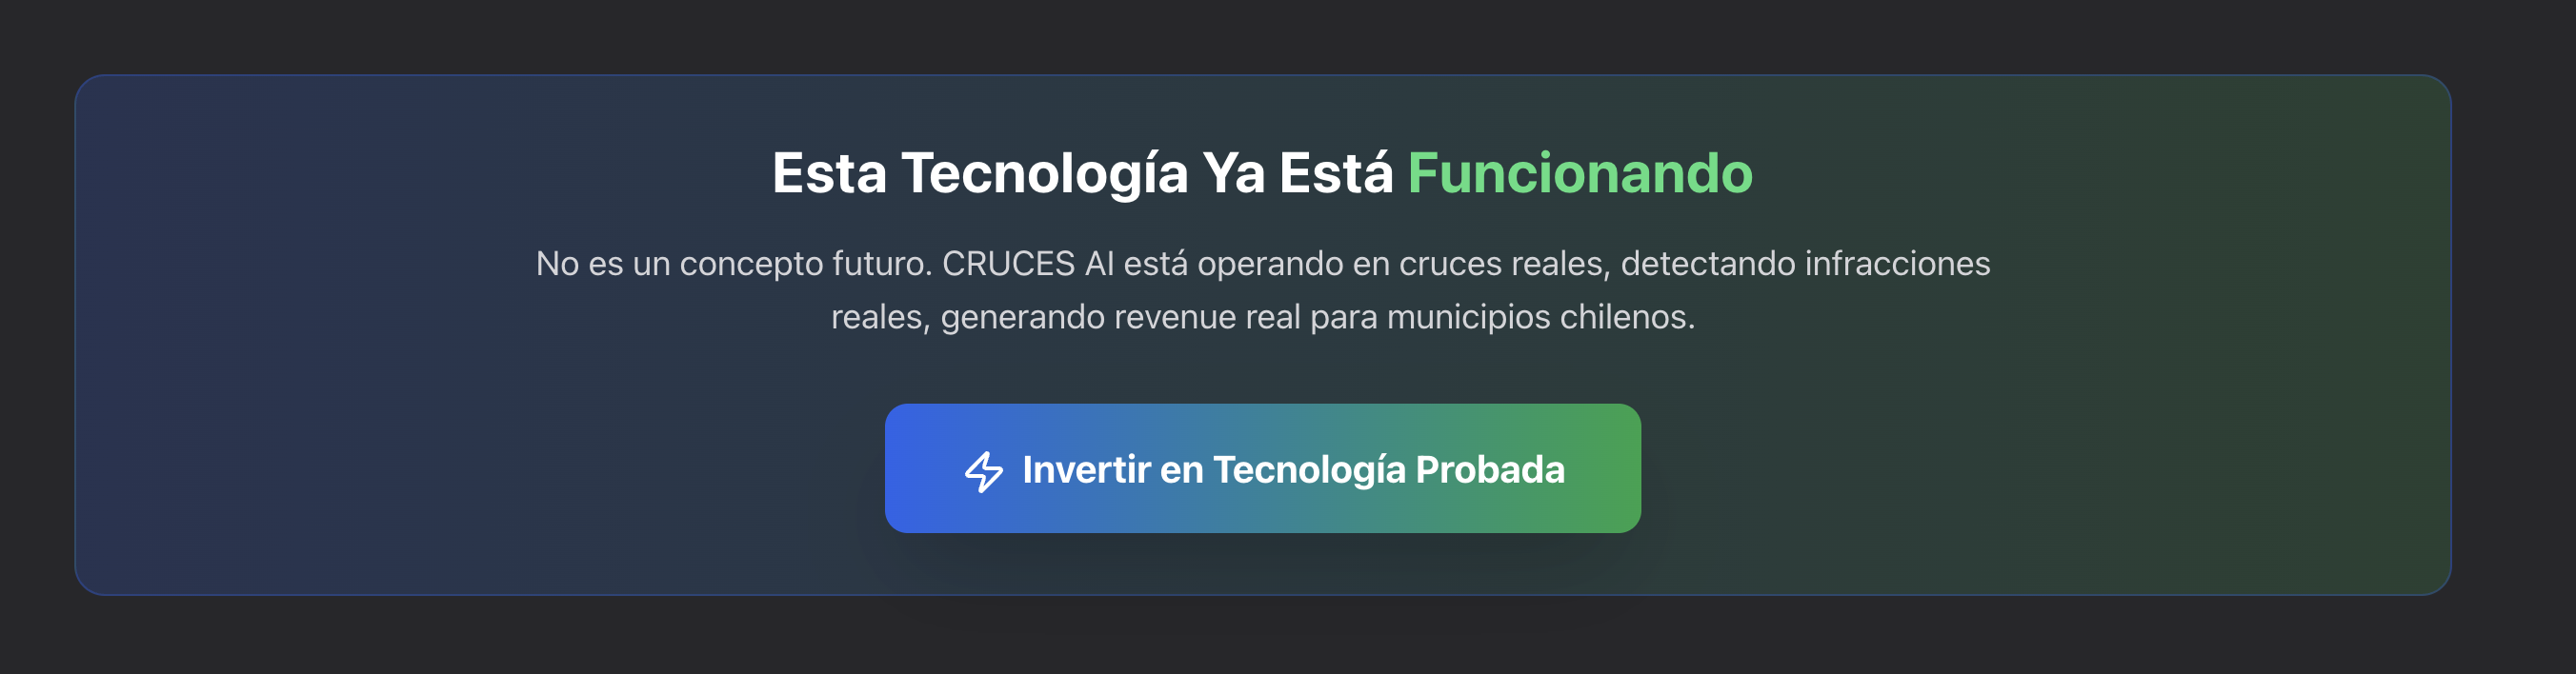 Esta Tecnología Ya Está Funcionando
No es un concepto futuro. CRUCES AI está operando en cruces reales, detectando infracciones
reales, generando revenue real para municipios chilenos.
Invertir en Tecnología Probada